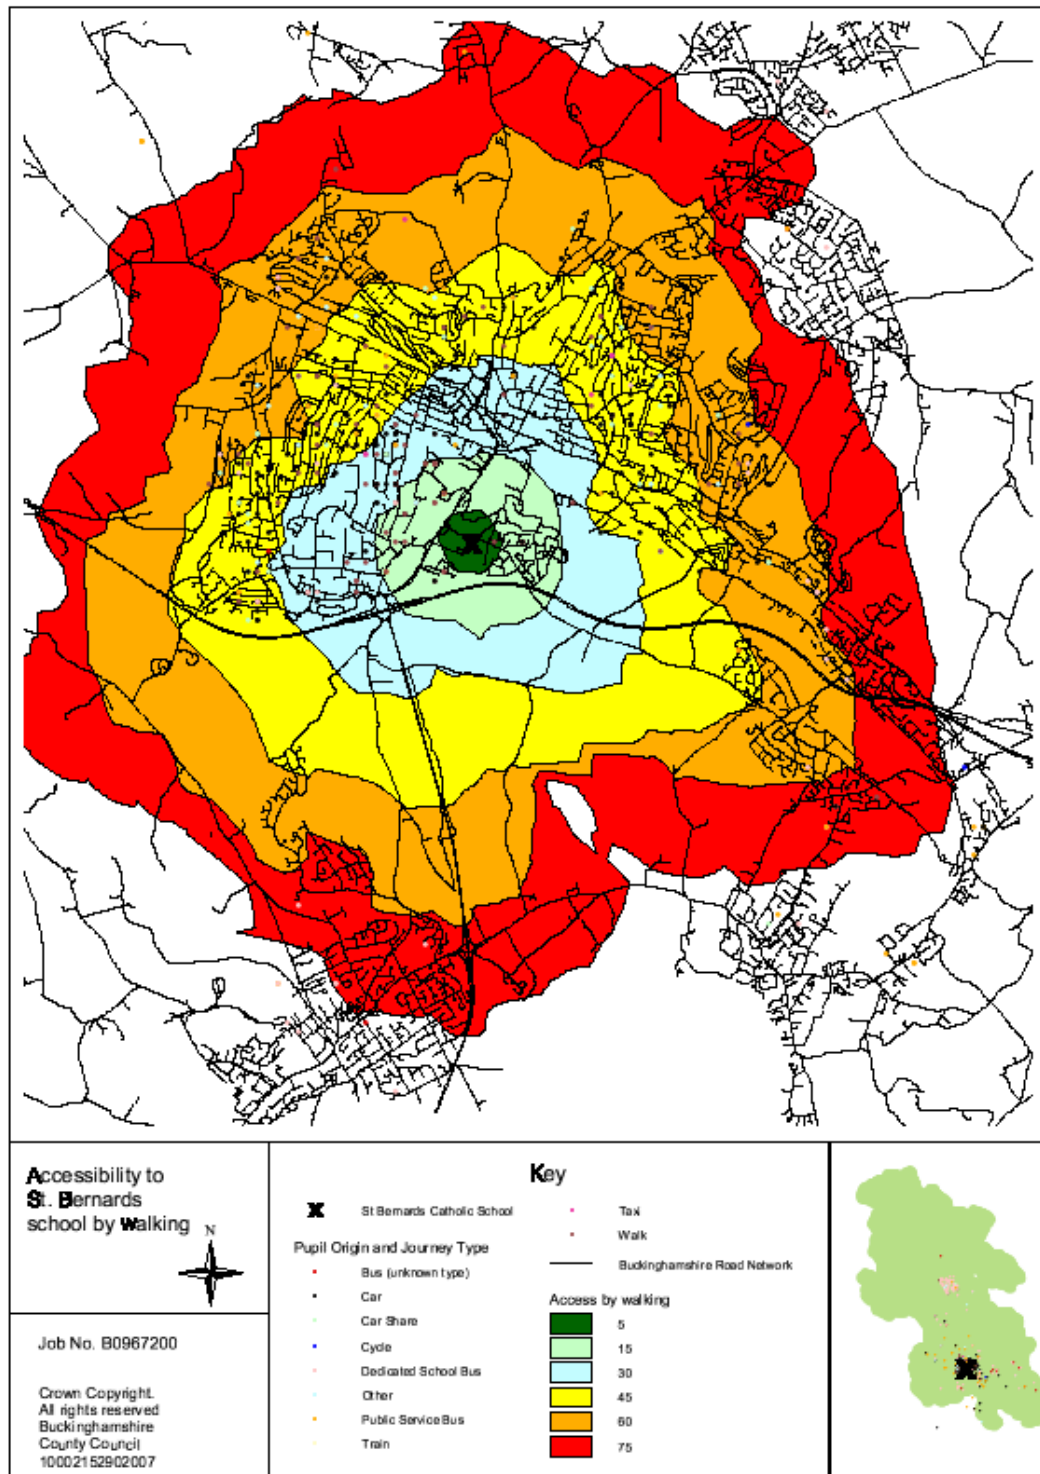 Accessibility to
St. Bernards
school by walking
N
Job No. B0967200
Crown Copyright.
All rights reserved
Buckinghamshire
County Council
10002152902007
Key
X St Bernards Catholic School
Pupil Origin and Journey Type
Bus (unknown type)
Car
Car Share
Cycle
Dedicated School Bus
Other
Public Service Bus
Train
Taxi
Walk
Buckinghamshire Road Network
Access by walking
5
15
30
45
60
75